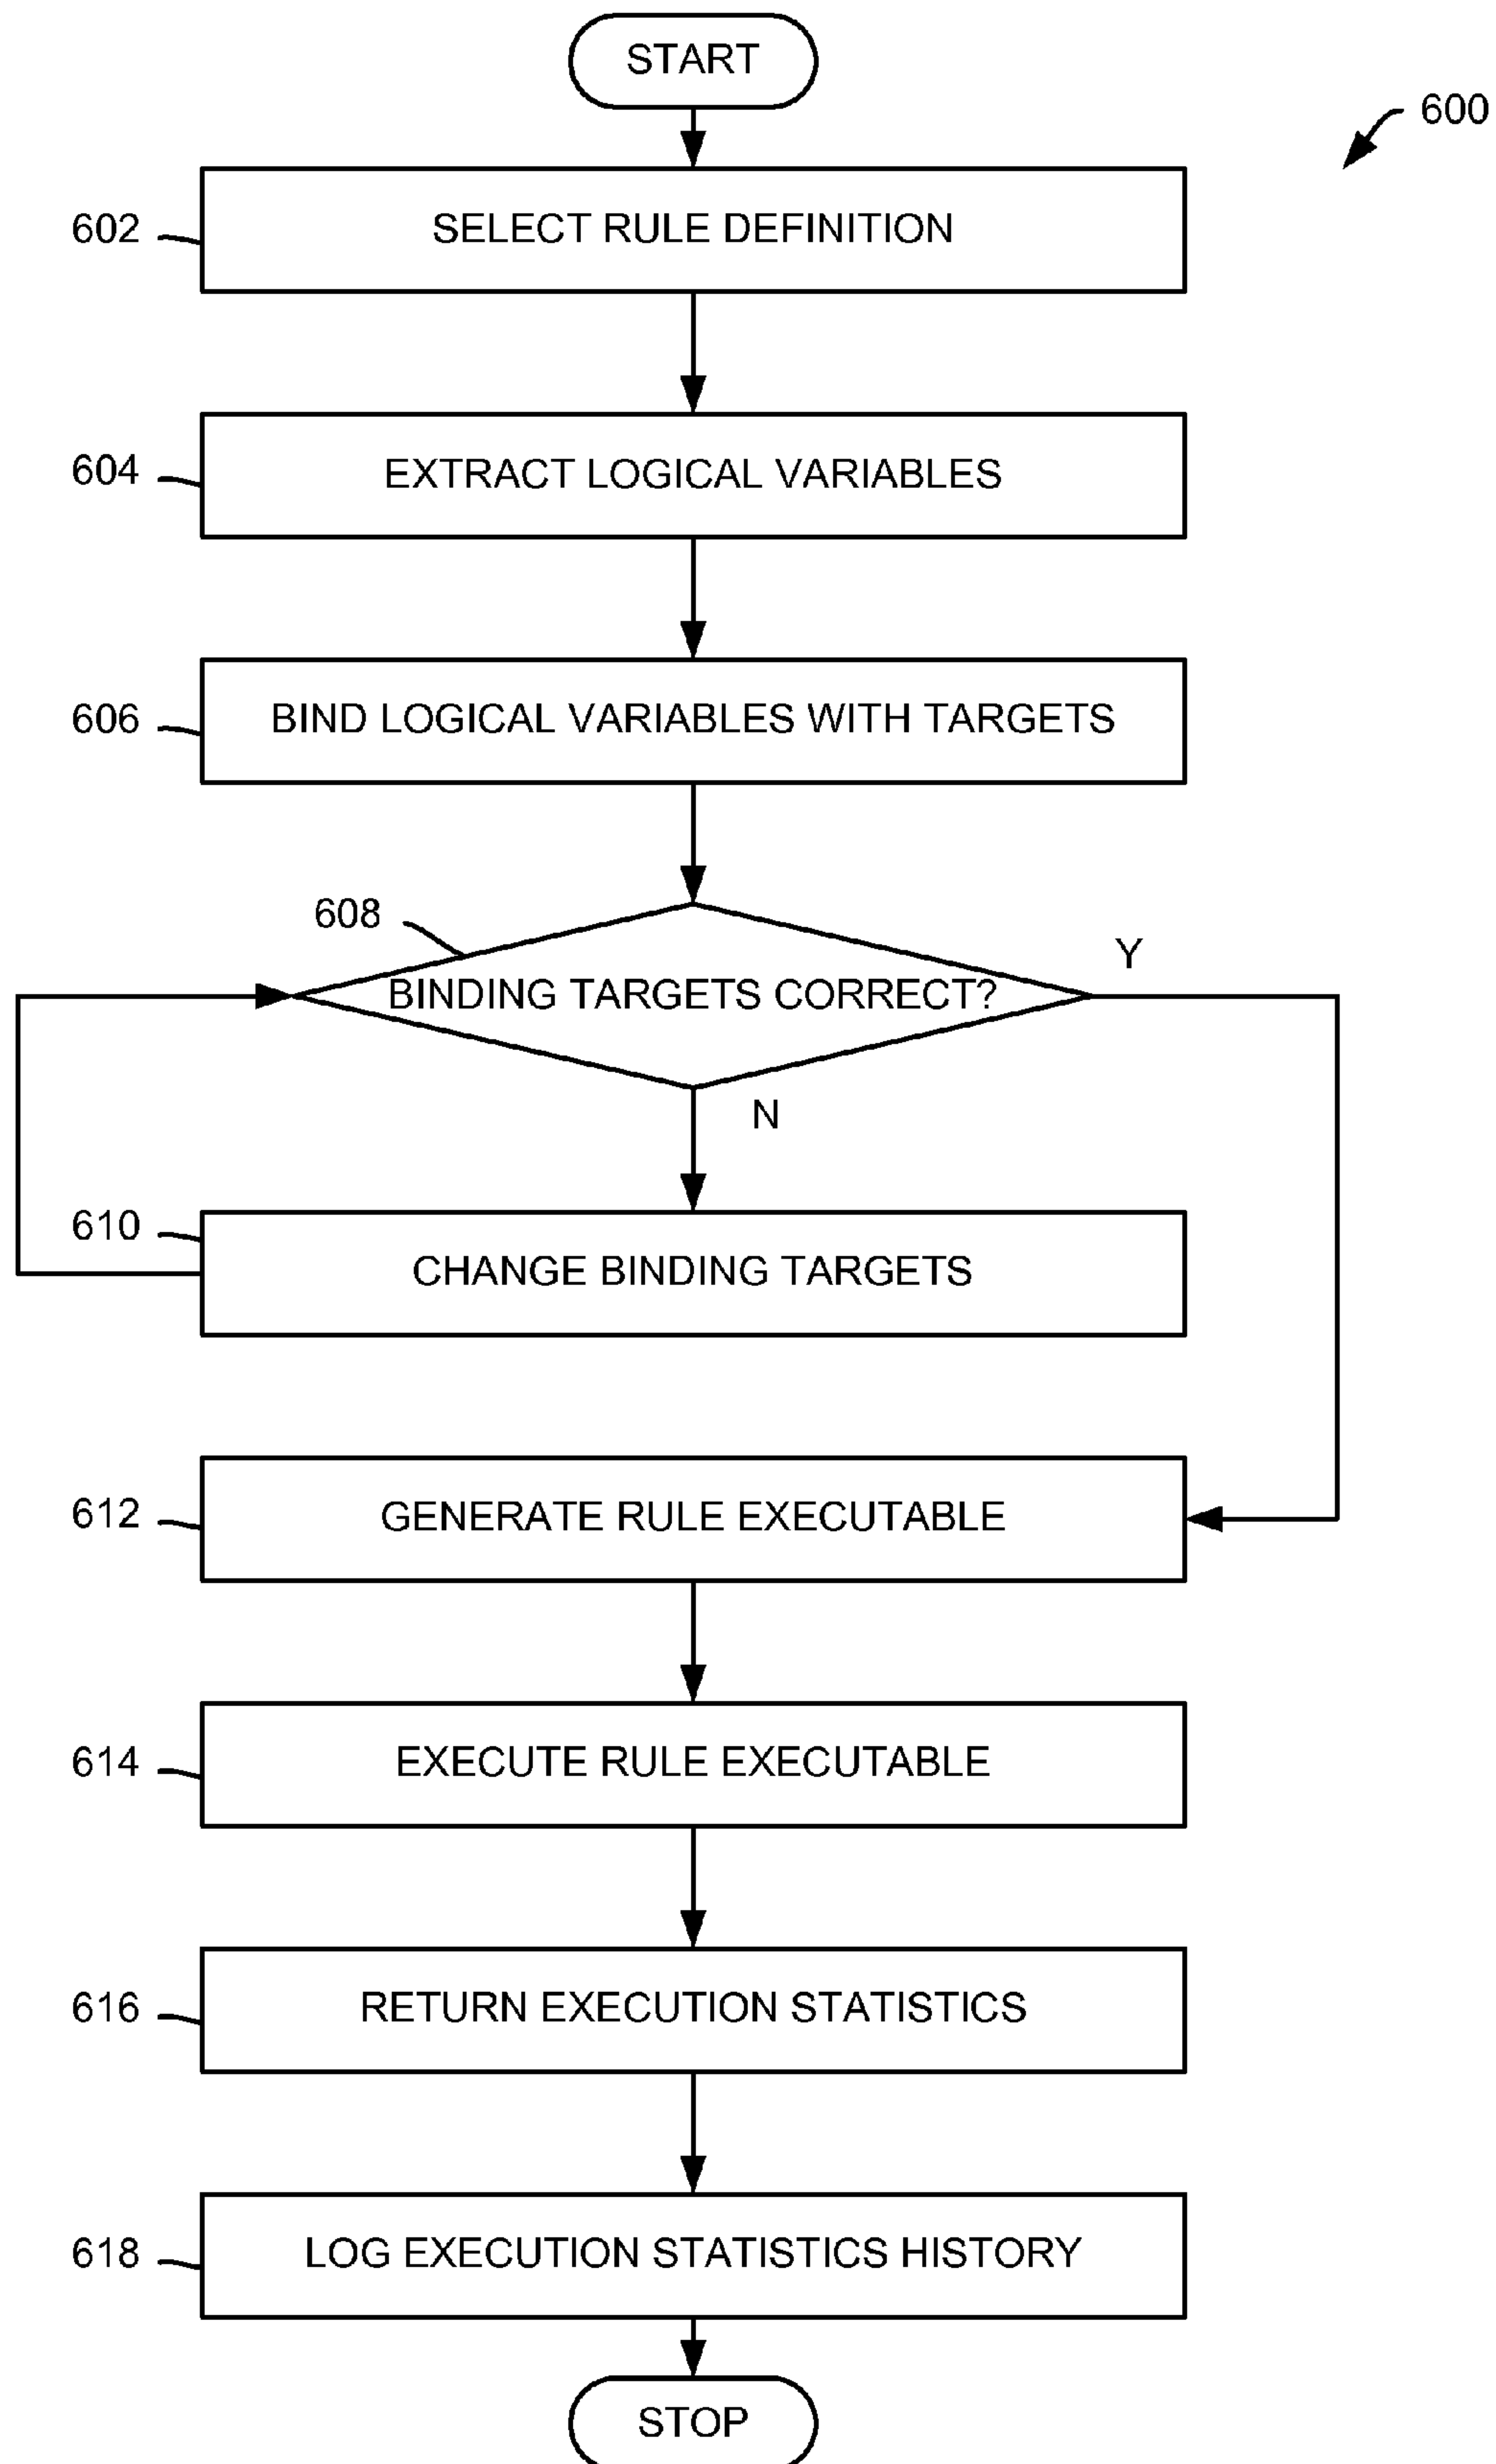 START
600
602
SELECT RULE DEFINITION
604
EXTRACT LOGICAL VARIABLES
606
BIND LOGICAL VARIABLES WITH TARGETS
608
BINDING TARGETS CORRECT?
Y
N
610
CHANGE BINDING TARGETS
612
GENERATE RULE EXECUTABLE
614
EXECUTE RULE EXECUTABLE
616
RETURN EXECUTION STATISTICS
618
LOG EXECUTION STATISTICS HISTORY
STOP